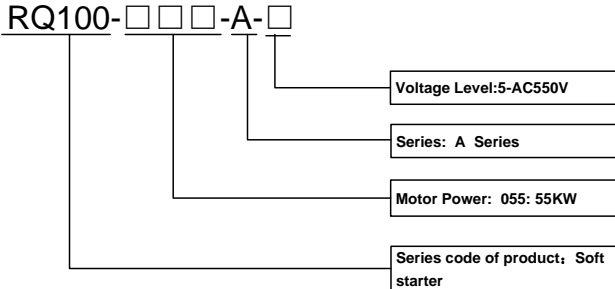 RQ100-□□□-A-□
Voltage Level:5-AC550V
Series: A Series
Motor Power: 055: 55KW
Series code of product：Soft
starter